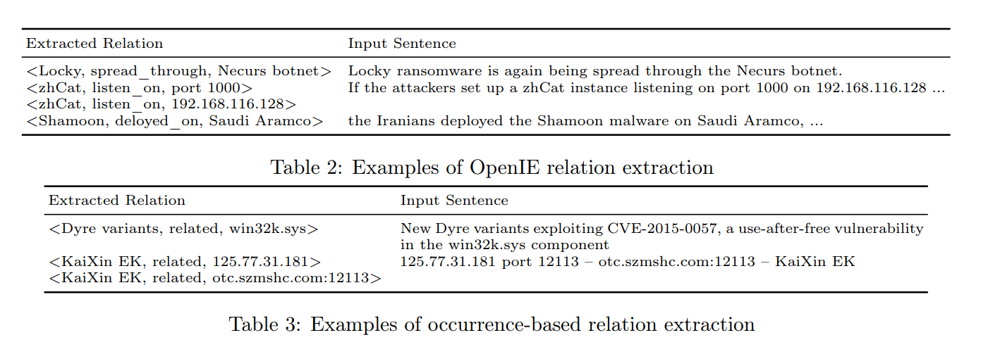 Extracted Relation Input Sentence
<Locky, spread_through, Necurs botnet> Locky ransomware is again being spread through the Necurs botnet.
<zhCat, listen_on, port 1000> If the attackers set up a zhCat instance listening on port 1000 on 192.168.116.128 ...
<zhCat, listen_on, 192.168.116.128>
<Shamoon, deloyed_on, Saudi Aramco> the Iranians deployed the Shamoon malware on Saudi Aramco, ...
Table 2: Examples of OpenIE relation extraction
Extracted Relation Input Sentence
<Dyre variants, related, win32k.sys> New Dyre variants exploiting CVE-2015-0057, a use-after-free vulnerability
in the win32k.sys component
<KaiXin EK, related, 125.77.31.181> 125.77.31.181 port 12113 – otc.szmshc.com:12113 – KaiXin EK
<KaiXin EK, related, otc.szmshc.com:12113>
Table 3: Examples of occurrence-based relation extraction